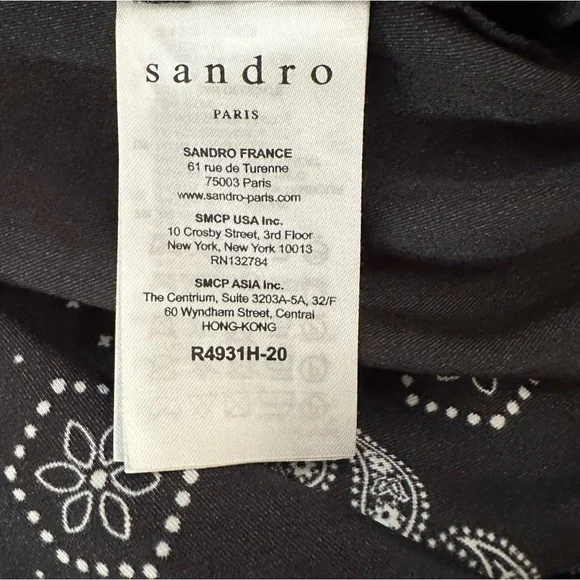 sandro
PARIS
SANDRO FRANCE
61 rue de Turenne
75003 Paris
www.sandro-paris.com
SMCP USA Inc.
10 Crosby Street, 3rd Floor
New York, New York 10013
RN132784
SMCP ASIA Inc.
The Centrium, Suite 3203A-5A, 32/F
60 Wyndham Street, Central
HONG-KONG
R4931H-20